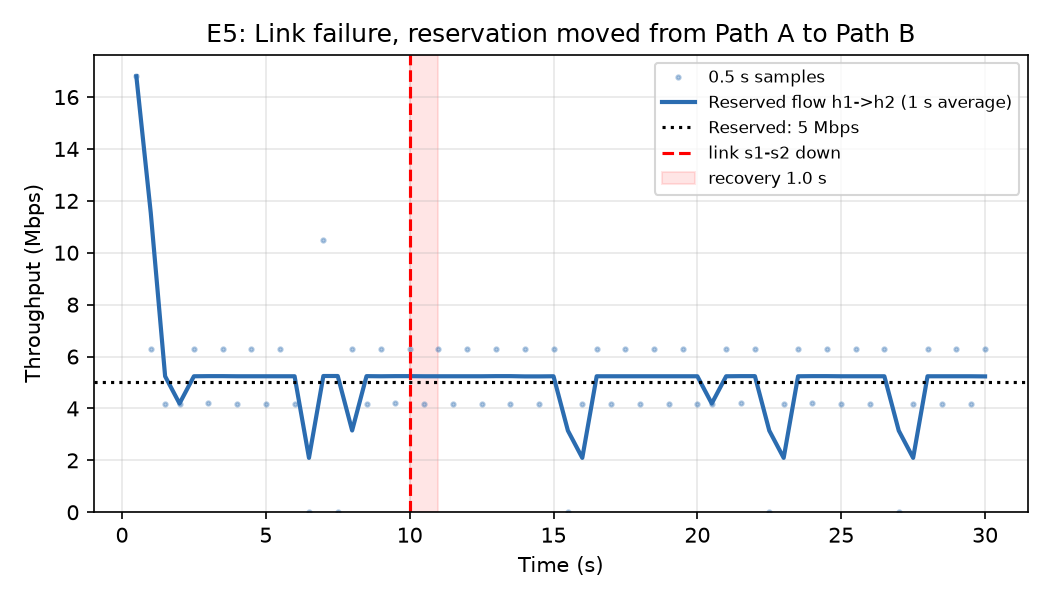 E5: Link failure, reservation moved from Path A to Path B
0.5 s samples
Reserved flow h1->h2 (1 s average)
Reserved: 5 Mbps
link s1-s2 down
recovery 1.0 s
Throughput (Mbps)
16
14
12
10
8
6
4
2
0
0 5 10 15 20 25 30
Time (s)